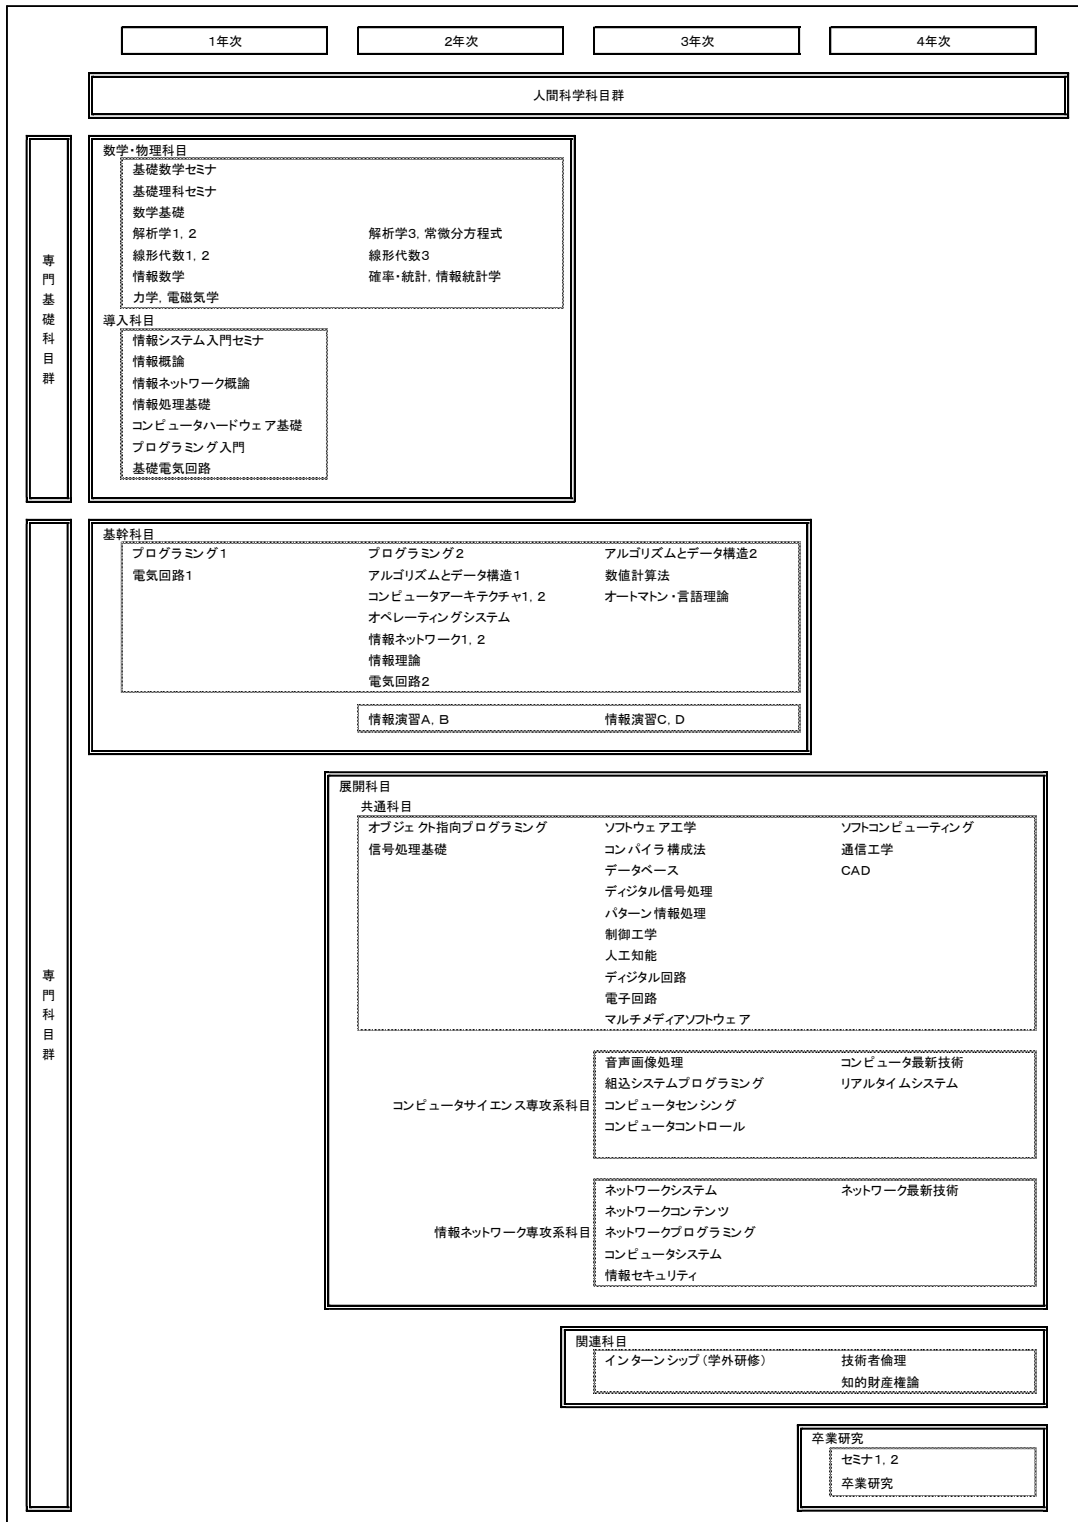 1年次 2年次 3年次 4年次
人間科学科目群
専門基礎科目群
数学・物理科目
基礎数学セミナ
基礎理科セミナ
数学基礎
解析学1, 2 解析学3, 常微分方程式
線形代数1, 2 線形代数3
情報数学 確率・統計, 情報統計学
力学, 電磁気学
導入科目
情報システム入門セミナ
情報概論
情報ネットワーク概論
情報処理基礎
コンピュータハードウェア基礎
プログラミング入門
基礎電気回路
専門科目群
基幹科目
プログラミング1 プログラミング2 アルゴリズムとデータ構造2
電気回路1 アルゴリズムとデータ構造1 数値計算法
コンピュータアーキテクチャ1, 2 オートマトン・言語理論
オペレーティングシステム
情報ネットワーク1, 2
情報理論
電気回路2
情報演習A, B 情報演習C, D
展開科目
共通科目
オブジェクト指向プログラミング ソフトウェア工学 ソフトコンピューティング
信号処理基礎 コンパイラ構成法 通信工学
データベース CAD
ディジタル信号処理
パターン情報処理
制御工学
人工知能
ディジタル回路
電子回路
マルチメディアソフトウェア
音声画像処理 コンピュータ最新技術
組込システムプログラミング リアルタイムシステム
コンピュータサイエンス専攻系科目 コンピュータセンシング
コンピュータコントロール
ネットワークシステム ネットワーク最新技術
ネットワークコンテンツ
情報ネットワーク専攻系科目 ネットワークプログラミング
コンピュータシステム
情報セキュリティ
関連科目
インターンシップ(学外研修) 技術者倫理
知的財産権論
卒業研究
セミナ1, 2
卒業研究